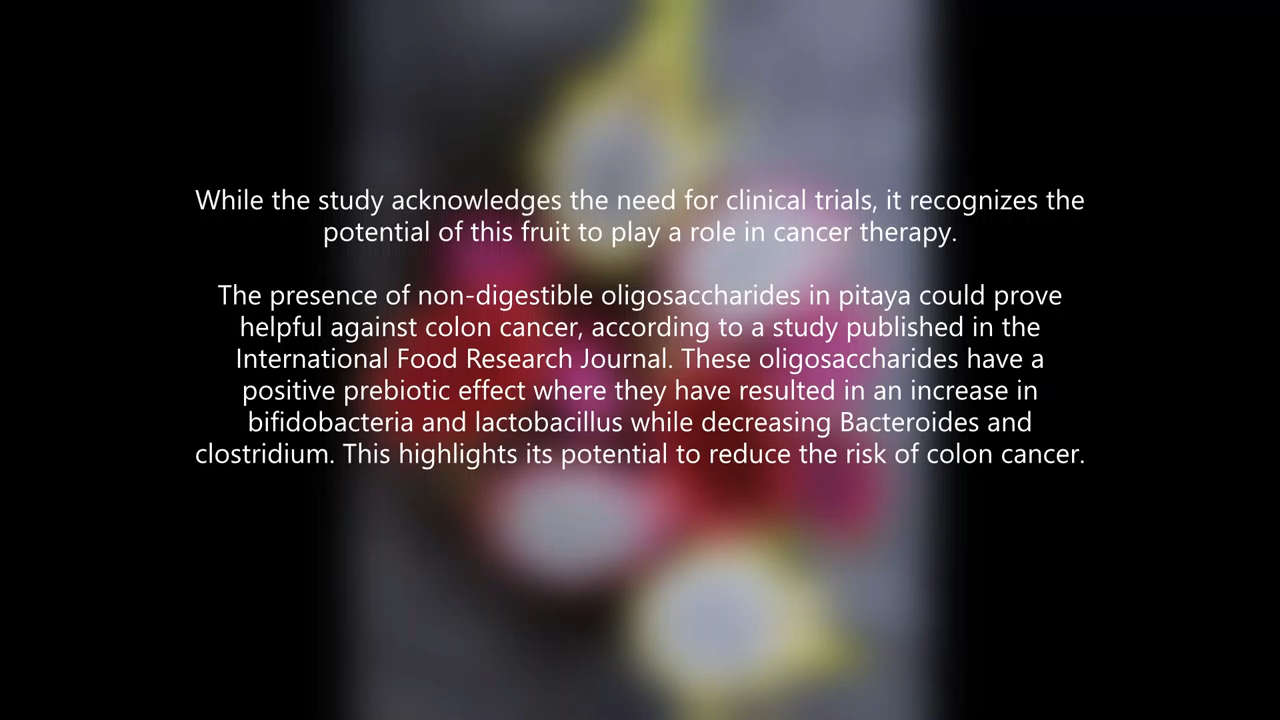 While the study acknowledges the need for clinical trials, it recognizes the
potential of this fruit to play a role in cancer therapy.
The presence of non-digestible oligosaccharides in pitaya could prove
helpful against colon cancer, according to a study published in the
International Food Research Journal. These oligosaccharides have a
positive prebiotic effect where they have resulted in an increase in
bifidobacteria and lactobacillus while decreasing Bacteroides and
clostridium. This highlights its potential to reduce the risk of colon cancer.